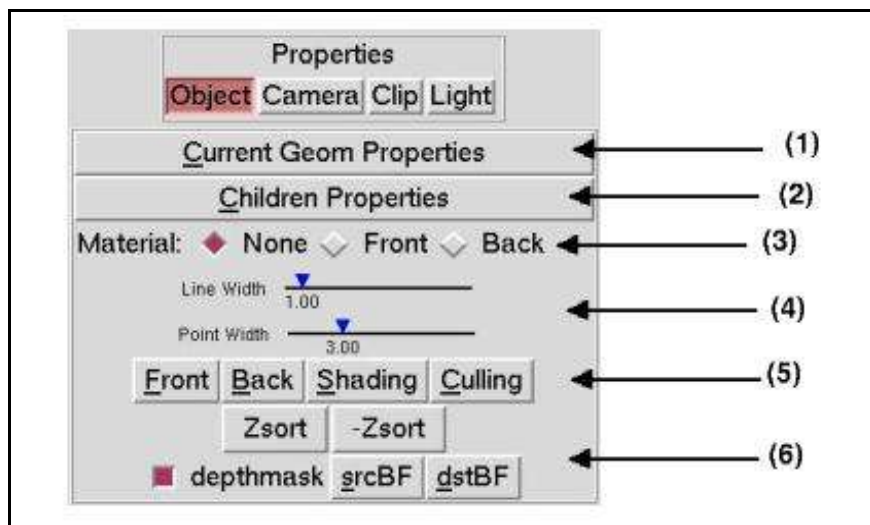 Properties
Object Camera Clip Light
Current Geom Properties (1)
Children Properties (2)
Material: None Front Back (3)
Line Width 1.00
(4)
Point Width 3.00
Front Back Shading Culling (5)
Zsort -Zsort
(6)
depthmask srcBF dstBF